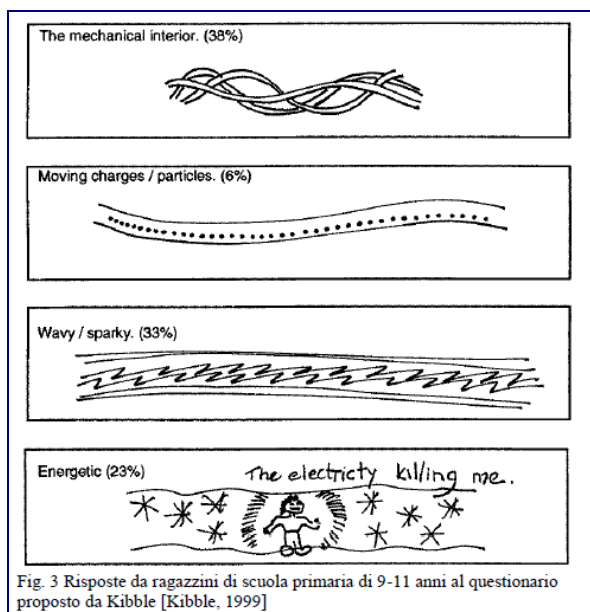 The mechanical interior. (38%)
Moving charges / particles. (6%)
Wavy / sparky. (33%)
Energetic (23%)
The electricty killing me.
Fig. 3 Risposte da ragazzini di scuola primaria di 9-11 anni al questionario
proposto da Kibble [Kibble, 1999]